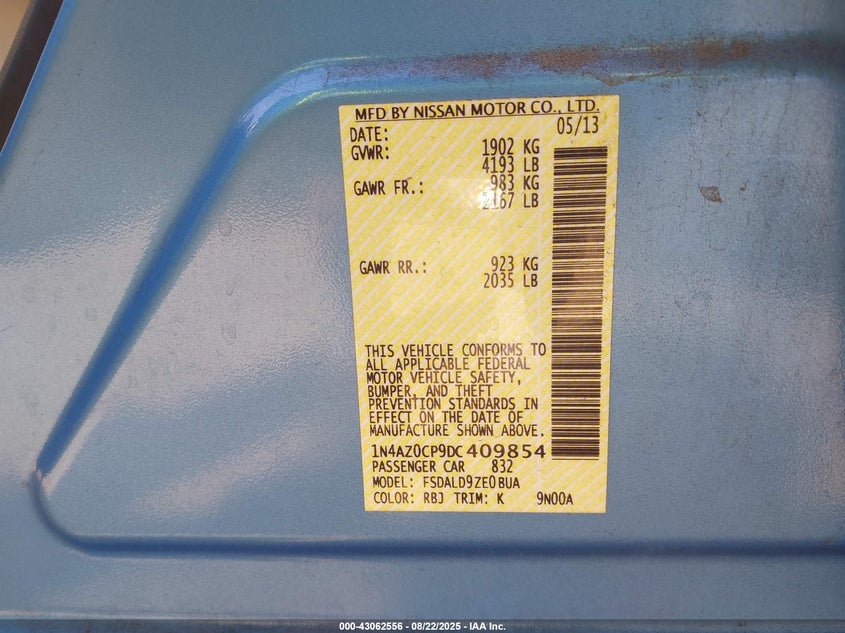 MFD BY NISSAN MOTOR CO., LTD.
DATE: 05/13
GVWR: 1902 KG
4193 LB
GAWR FR.: 983 KG
2167 LB
GAWR RR.: 923 KG
2035 LB
THIS VEHICLE CONFORMS TO
ALL APPLICABLE FEDERAL
MOTOR VEHICLE SAFETY,
BUMPER, AND THEFT
PREVENTION STANDARDS IN
EFFECT ON THE DATE OF
MANUFACTURE SHOWN ABOVE.
1N4AZ0CP9DC409854
PASSENGER CAR 832
MODEL: FSDALD9ZE0BUA
COLOR: RBJ TRIM: K 9N00A
000-43062556 - 08/22/2025 - IAA Inc.